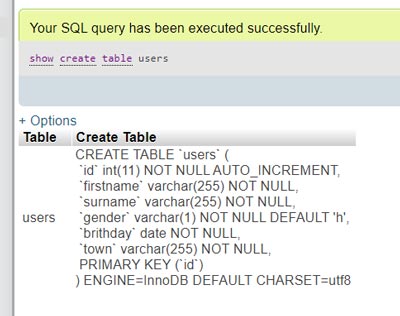 Your SQL query has been executed successfully.
show create table users
+ Options
Table Create Table
users
CREATE TABLE `users` (
`id` int(11) NOT NULL AUTO_INCREMENT,
`firstname` varchar(255) NOT NULL,
`surname` varchar(255) NOT NULL,
`gender` varchar(1) NOT NULL DEFAULT 'h',
`brithday` date NOT NULL,
`town` varchar(255) NOT NULL,
PRIMARY KEY (`id`)
) ENGINE=InnoDB DEFAULT CHARSET=utf8